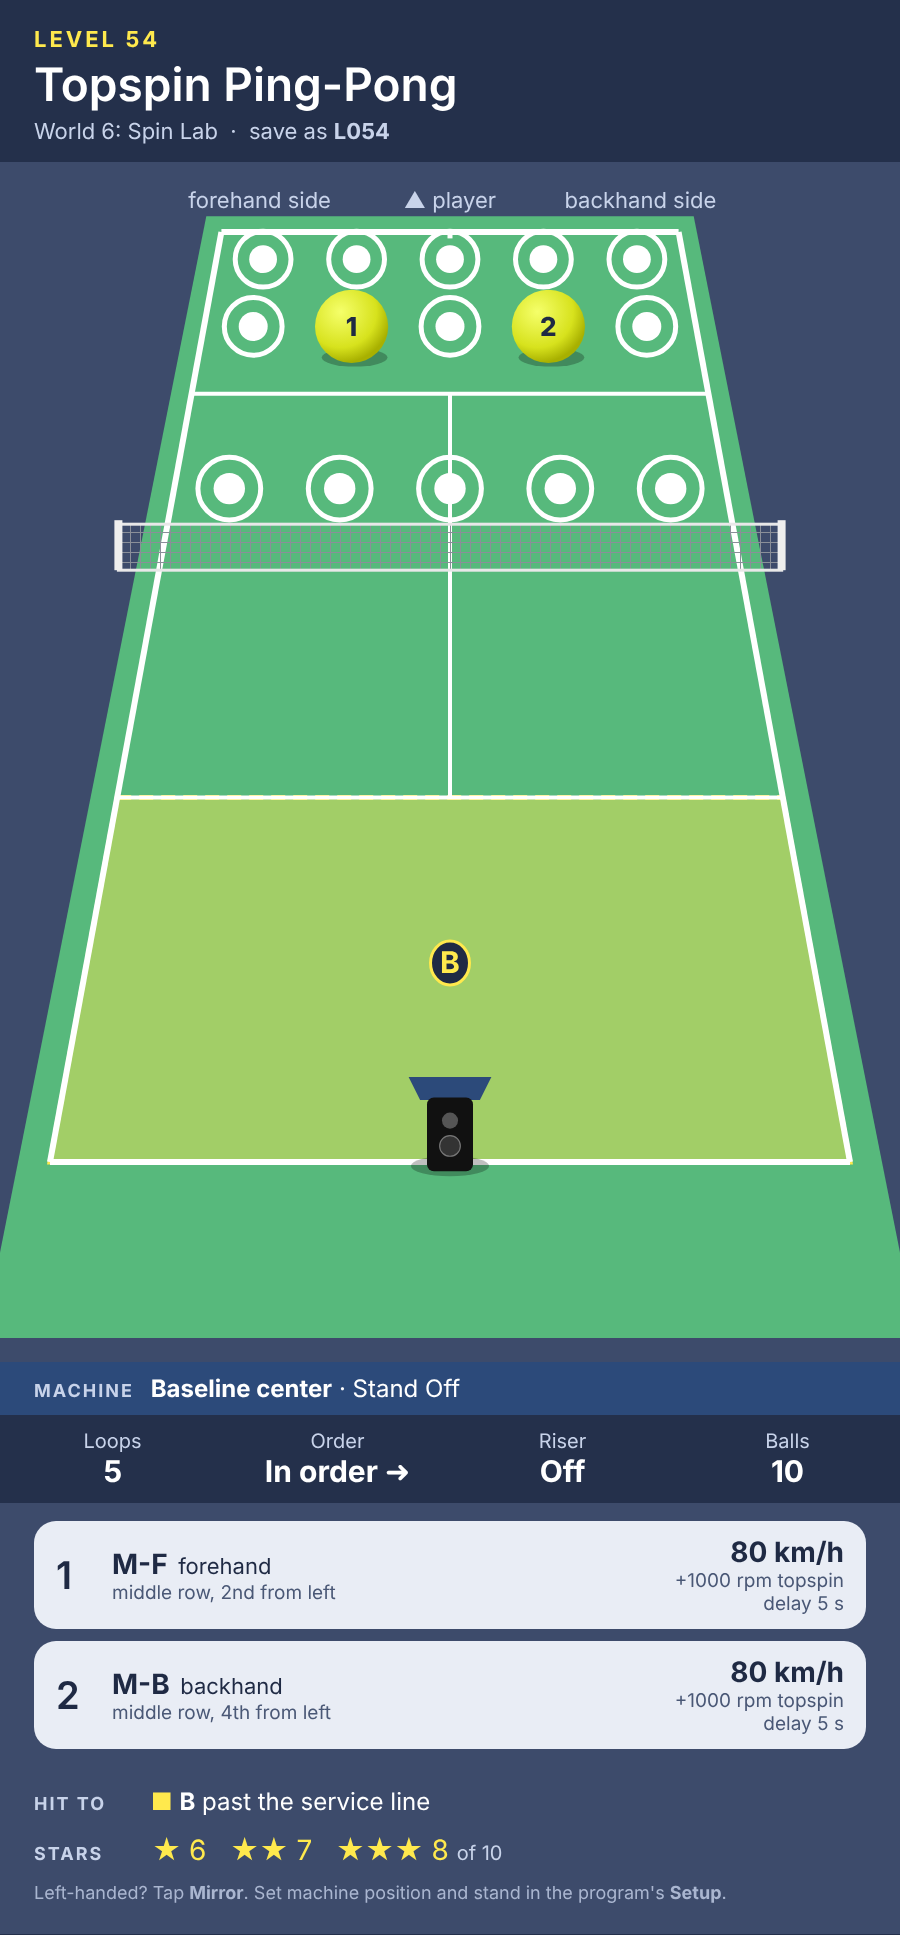 LEVEL 54
Topspin Ping-Pong
World 6: Spin Lab · save as L054
forehand side ▲ player backhand side
1 2
B
MACHINE Baseline center · Stand Off
Loops Order Riser Balls
5 In order ➜ Off 10
1 M-F forehand 80 km/h
middle row, 2nd from left +1000 rpm topspin
delay 5 s
2 M-B backhand 80 km/h
middle row, 4th from left +1000 rpm topspin
delay 5 s
HIT TO ■ B past the service line
STARS ★ 6 ★★ 7 ★★★ 8 of 10
Left-handed? Tap Mirror. Set machine position and stand in the program's Setup.